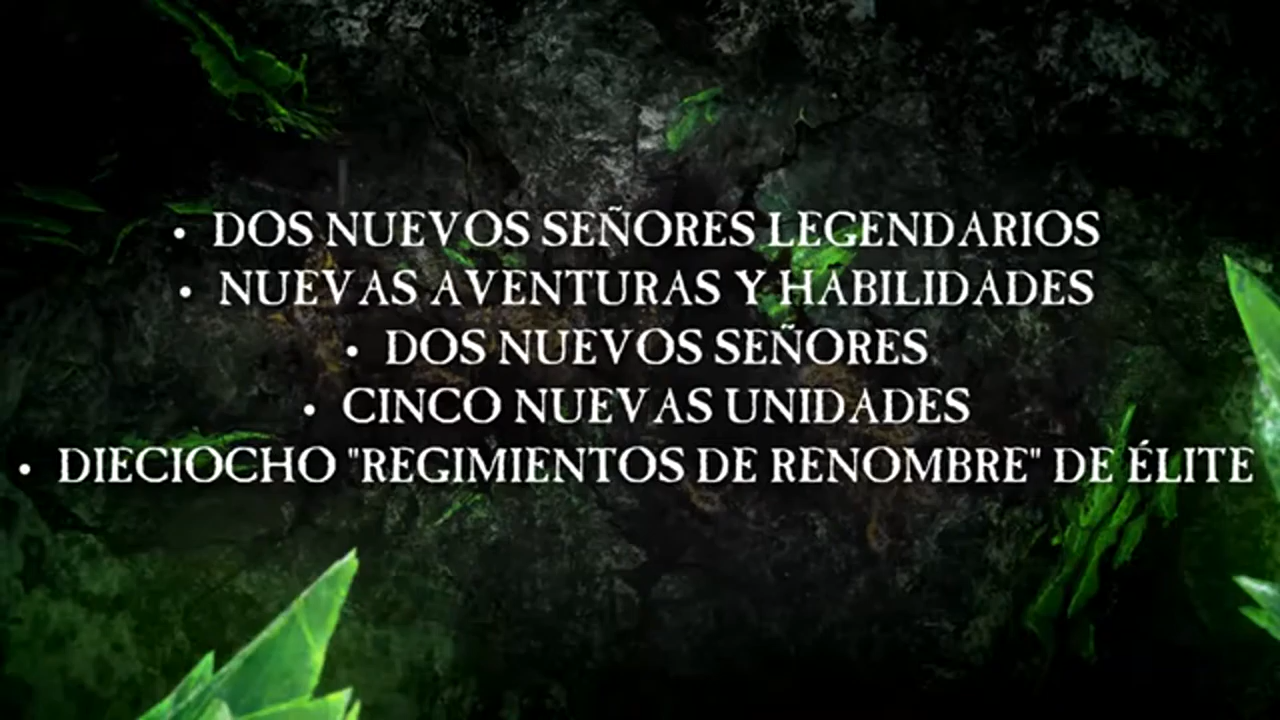 • DOS NUEVOS SEÑORES LEGENDARIOS
• NUEVAS AVENTURAS Y HABILIDADES
• DOS NUEVOS SEÑORES
• CINCO NUEVAS UNIDADES
• DIECIOCHO "REGIMIENTOS DE RENOMBRE" DE ÉLITE